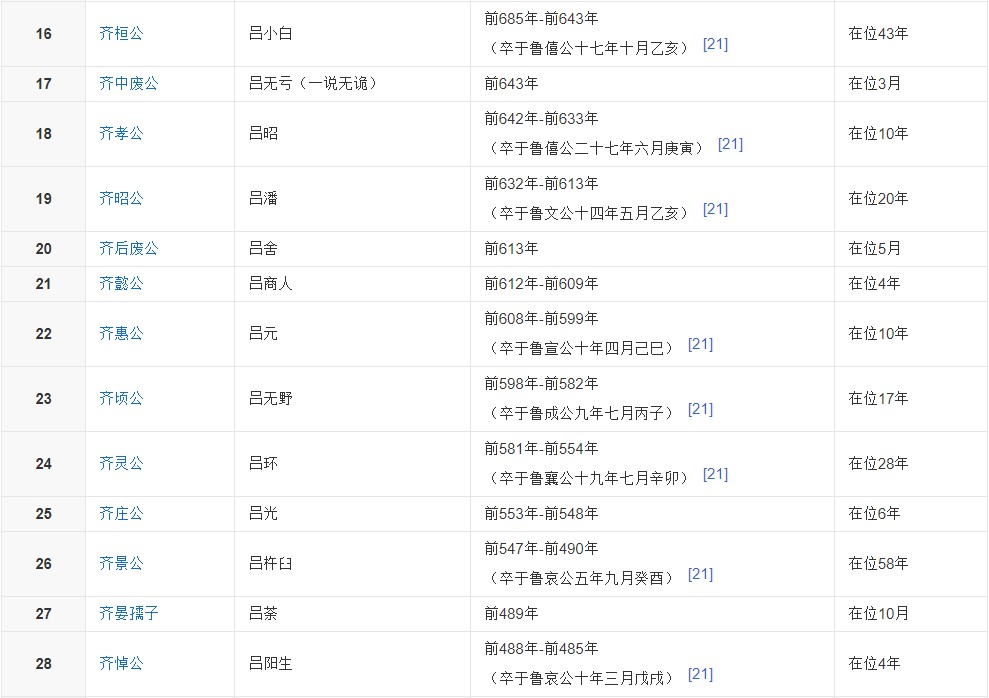 16 齐桓公 吕小白 前685年-前643年 在位43年
（卒于鲁僖公十七年十月乙亥） [21]
17 齐中废公 吕无亏（一说无诡） 前643年 在位3月
18 齐孝公 吕昭 前642年-前633年 在位10年
（卒于鲁僖公二十七年六月庚寅） [21]
19 齐昭公 吕潘 前632年-前613年 在位20年
（卒于鲁文公十四年五月乙亥） [21]
20 齐后废公 吕舍 前613年 在位5月
21 齐懿公 吕商人 前612年-前609年 在位4年
22 齐惠公 吕元 前608年-前599年 在位10年
（卒于鲁宣公十年四月己巳） [21]
23 齐顷公 吕无野 前598年-前582年 在位17年
（卒于鲁成公九年七月丙子） [21]
24 齐灵公 吕环 前581年-前554年 在位28年
（卒于鲁襄公十九年七月辛卯） [21]
25 齐庄公 吕光 前553年-前548年 在位6年
26 齐景公 吕杵臼 前547年-前490年 在位58年
（卒于鲁哀公五年九月癸酉） [21]
27 齐晏孺子 吕荼 前489年 在位10月
28 齐悼公 吕阳生 前488年-前485年 在位4年
（卒于鲁哀公十年三月戊戌） [21]